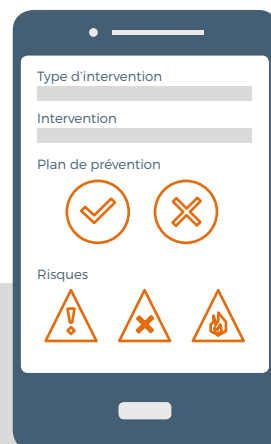 Type d'intervention
Intervention
Plan de prévention
Risques